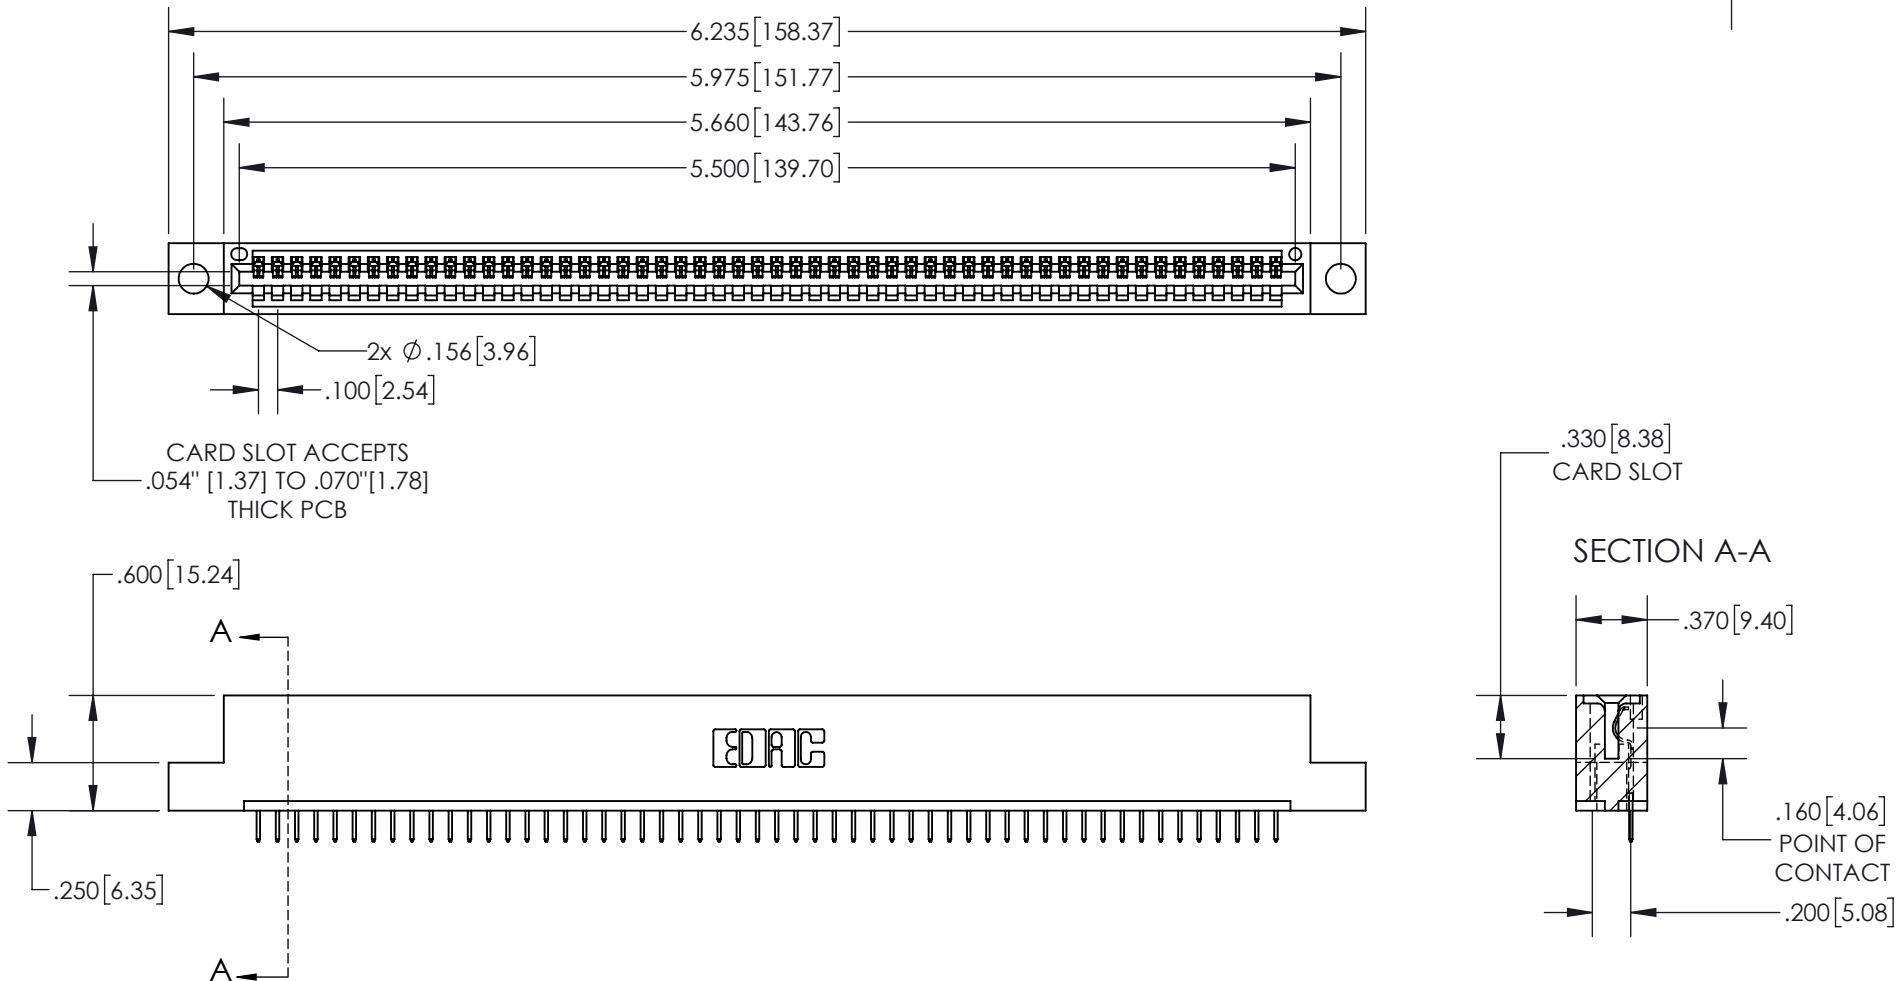 6.235[158.37]
5.975[151.77]
5.660[143.76]
5.500[139.70]
2x Ø.156[3.96]
.100[2.54]
CARD SLOT ACCEPTS
.054" [1.37] TO .070"[1.78]
THICK PCB
.330[8.38]
CARD SLOT
SECTION A-A
.600[15.24]
.370[9.40]
A
EDAC
.160[4.06]
POINT OF
CONTACT
.250[6.35]
.200[5.08]
A